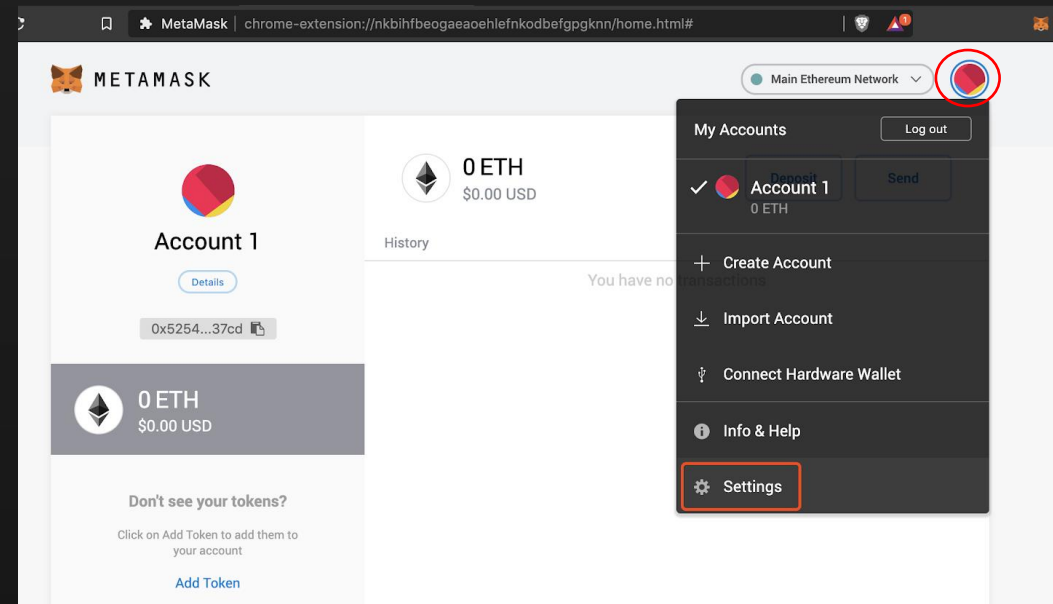 MetaMask chrome-extension://nkbihfbeogaeaoehlefnkodbefgpgknn/home.html# 1
METAMASK
Main Ethereum Network
My Accounts
Log out
Account 1
0 ETH
Create Account
Import Account
Connect Hardware Wallet
Info & Help
Settings
Account 1
Details
0x5254...37cd
0 ETH
$0.00 USD
Don't see your tokens?
Click on Add Token to add them to
your account
Add Token
0 ETH
$0.00 USD
Deposit
Send
History
You have no transactions